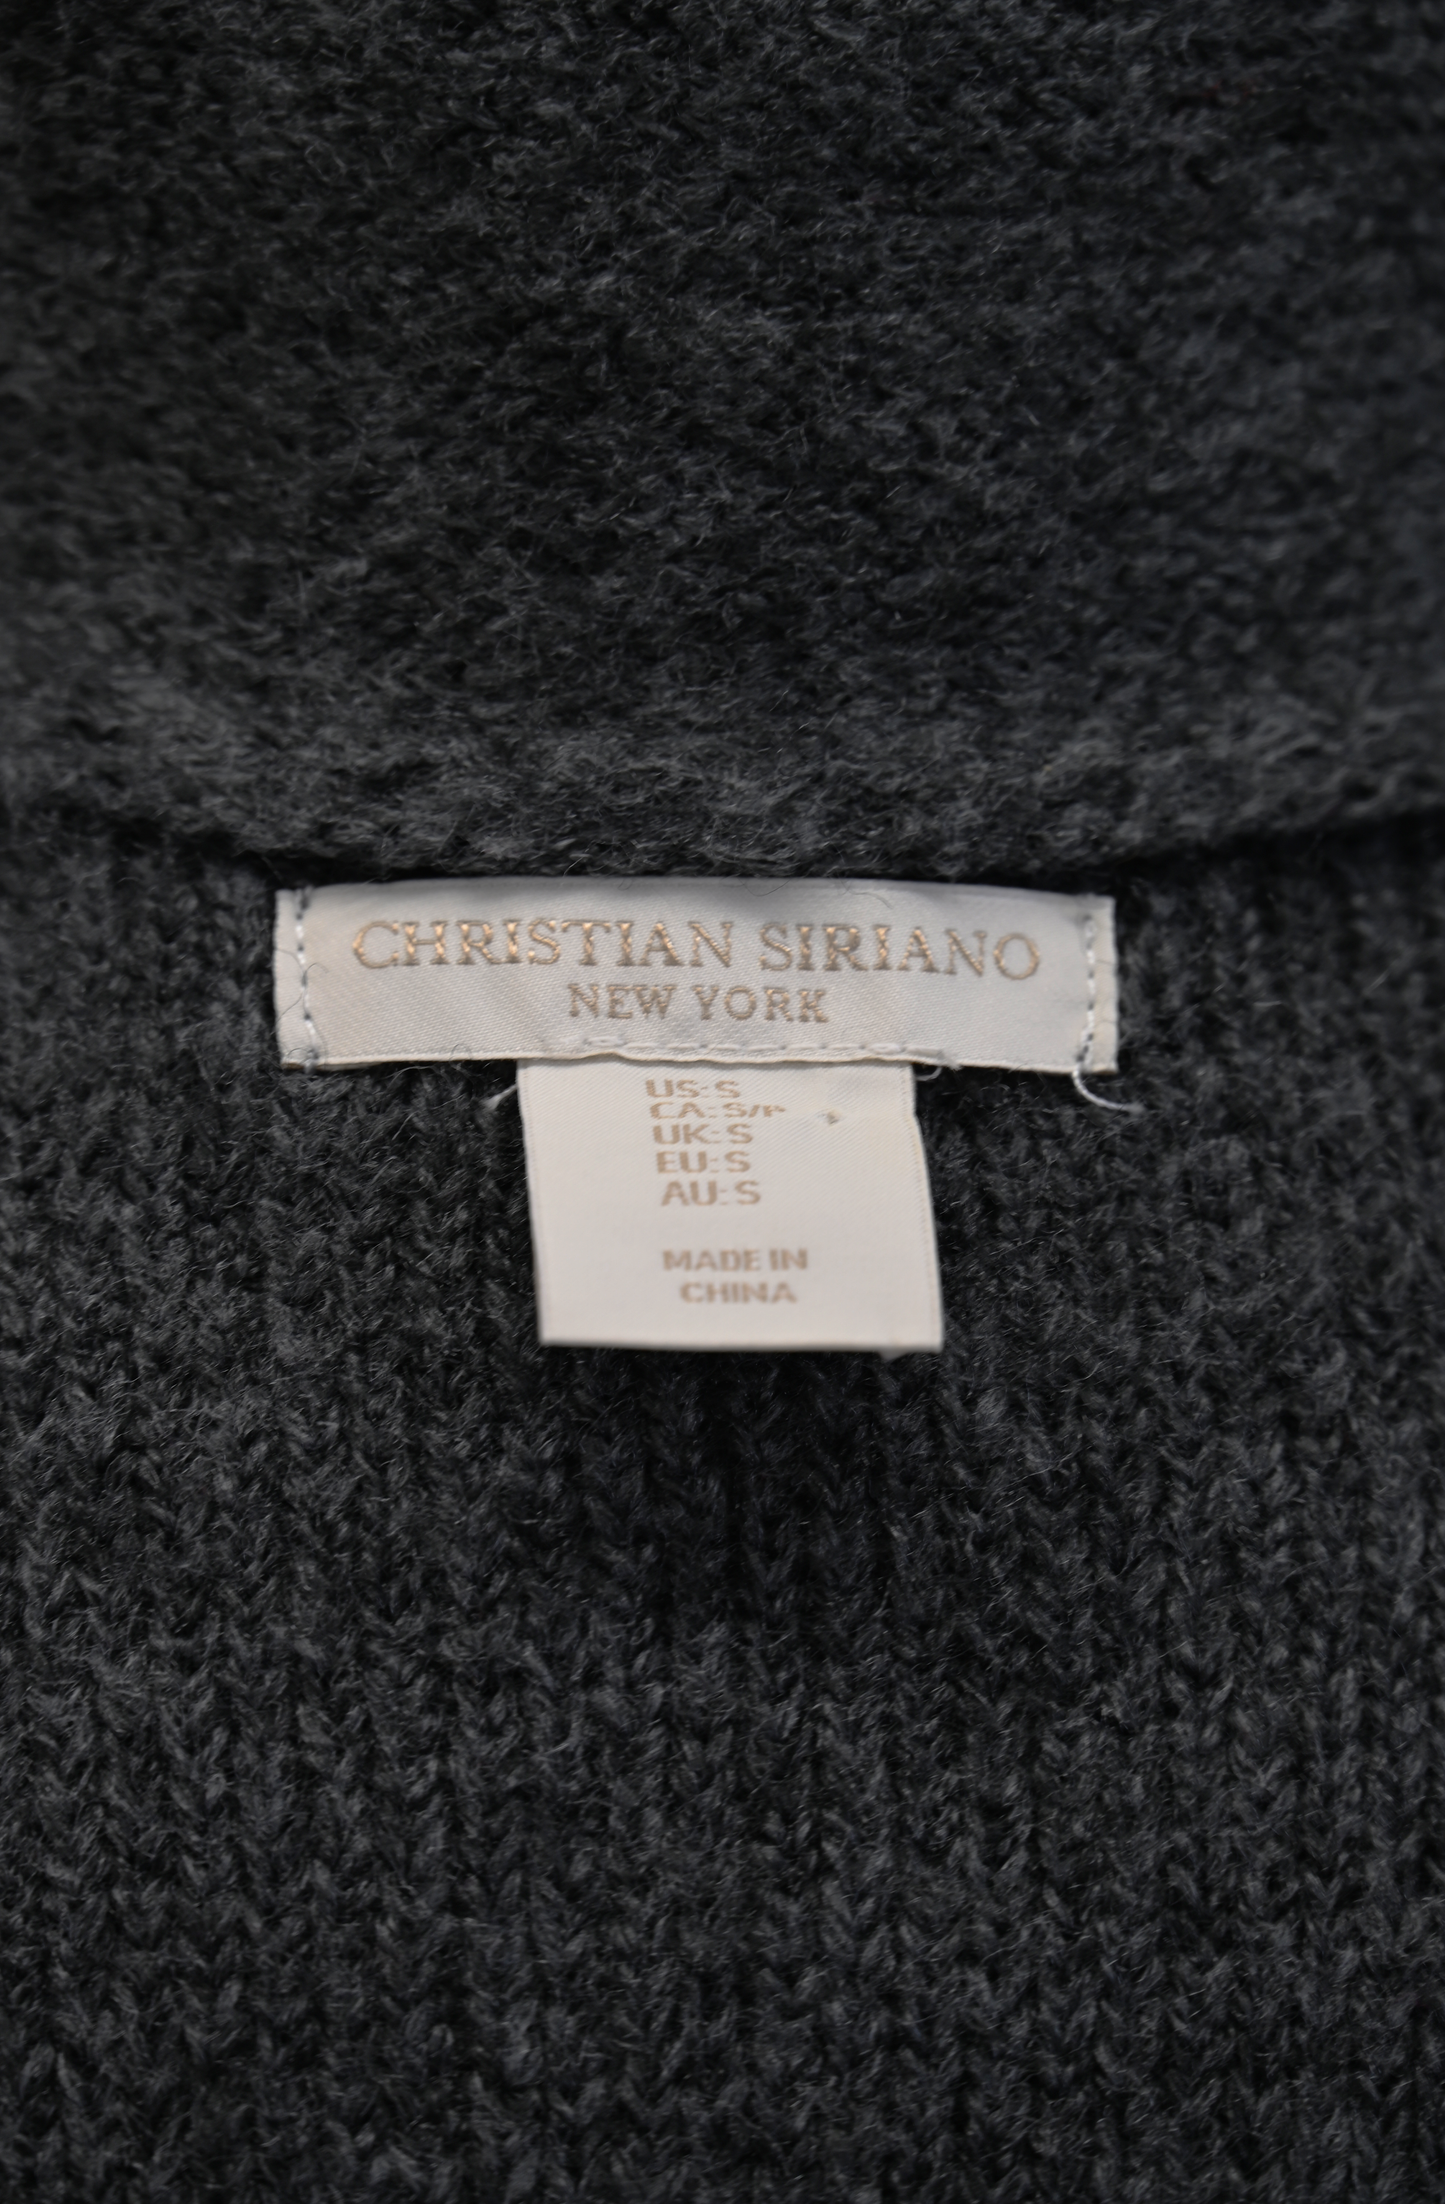 CHRISTIAN SIRIANO
NEW YORK
US: S
CA: S/P
UK: S
EU: S
AU: S
MADE IN
CHINA